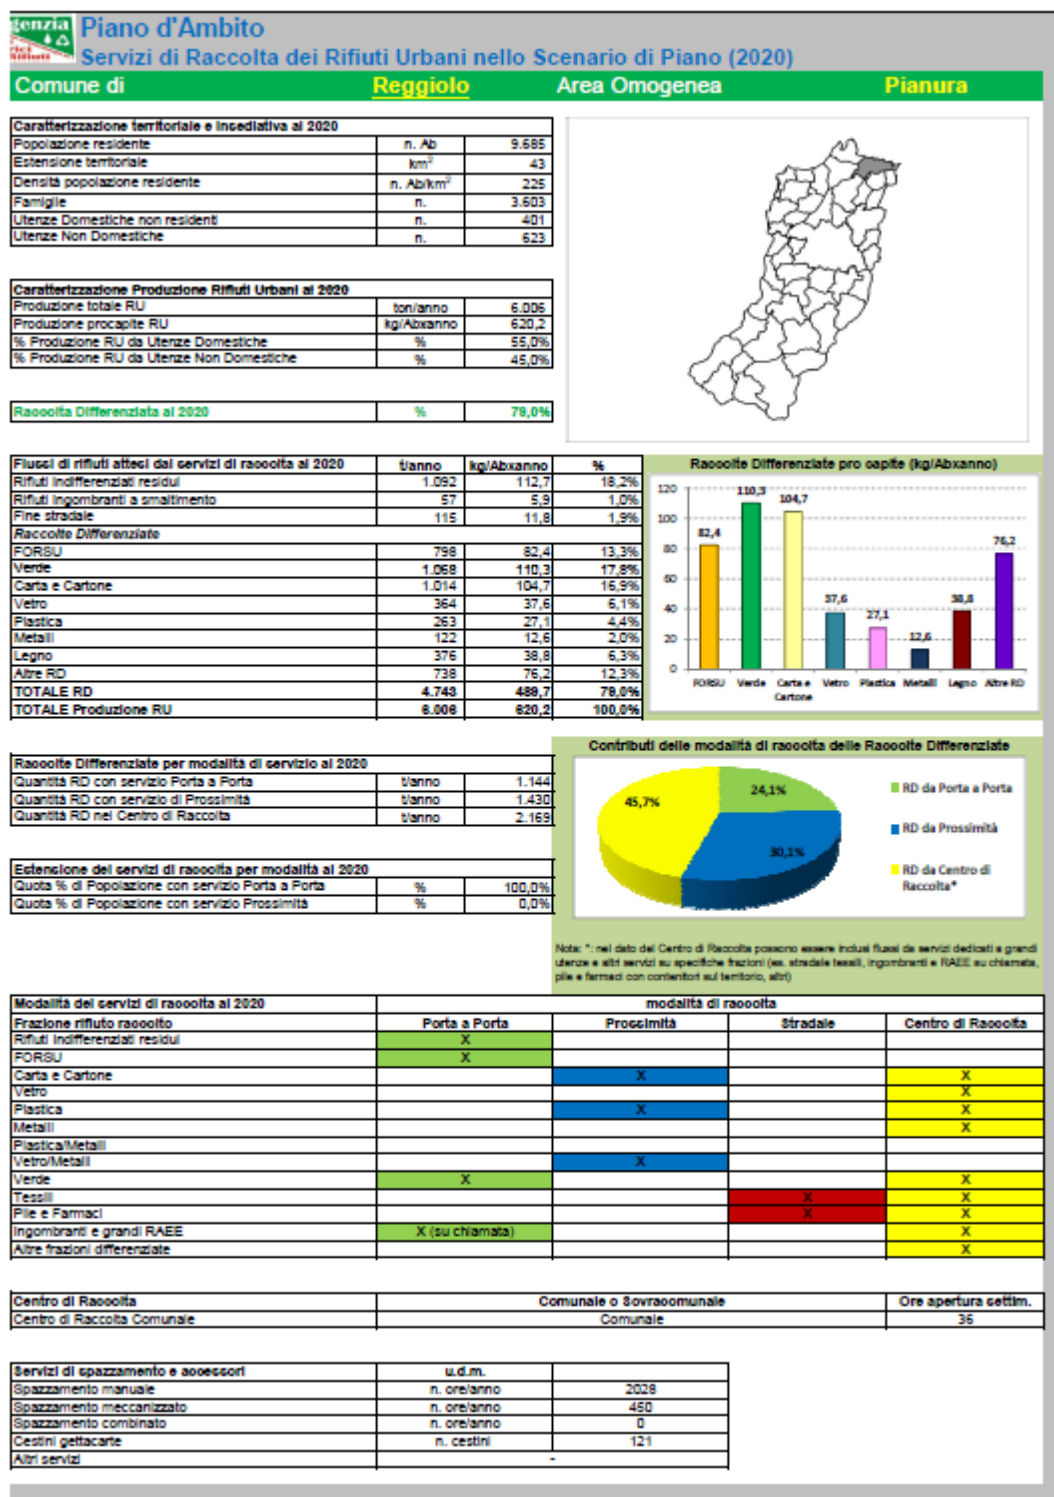 genzia Piano d'Ambito
Servizi di Raccolta dei Rifiuti Urbani nello Scenario di Piano (2020)
Comune di Reggiolo Area Omogenea Pianura
Caratterizzazione territoriale e insediativa al 2020
Popolazione residente n. Ab 9.685
Estensione territoriale km² 43
Densità popolazione residente n. Ab/km² 225
Famiglie n. 3.603
Utenze Domestiche non residenti n. 401
Utenze Non Domestiche n. 623
Caratterizzazione Produzione Rifiuti Urbani al 2020
Produzione totale RU ton/anno 6.006
Produzione procapite RU kg/Abxanno 620,2
% Produzione RU da Utenze Domestiche % 55,0%
% Produzione RU da Utenze Non Domestiche % 45,0%
Raccolta Differenziata al 2020 % 79,0%
Flussi di rifiuti attesi dai servizi di raccolta al 2020 t/anno kg/Abxanno %
Rifiuti indifferenziati residui 1.092 112,7 18,2%
Rifiuti ingombranti a smaltimento 57 5,9 1,0%
Fine stradale 115 11,8 1,9%
Raccolte Differenziate
FORSU 798 82,4 13,3%
Verde 1.068 110,3 17,8%
Carta e Cartone 1.014 104,7 16,9%
Vetro 364 37,6 6,1%
Plastica 263 27,1 4,4%
Metalli 122 12,6 2,0%
Legno 376 38,8 6,3%
Altre RD 738 76,2 12,3%
TOTALE RD 4.743 489,7 79,0%
TOTALE Produzione RU 6.006 620,2 100,0%
Raccolte Differenziate pro capite (kg/Abxanno)
120
100
80
60
40
20
0
82,4 110,3 104,7 37,6 27,1 12,6 38,8 76,2
FORSU Verde Carta e Cartone Vetro Plastica Metalli Legno Altre RD
Raccolte Differenziate per modalità di servizio al 2020
Quantità RD con servizio Porta a Porta t/anno 1.144
Quantità RD con servizio di Prossimità t/anno 1.430
Quantità RD nel Centro di Raccolta t/anno 2.169
Estensione dei servizi di raccolta per modalità al 2020
Quota % di Popolazione con servizio Porta a Porta % 100,0%
Quota % di Popolazione con servizio Prossimità % 0,0%
Contributi delle modalità di raccolta delle Raccolte Differenziate
45,7% 24,1% 30,1%
RD da Porta a Porta
RD da Prossimità
RD da Centro di
Raccolta*
Nota: *: nel dato del Centro di Raccolta possono essere inclusi flussi da servizi dedicati a grandi
utenze e altri servizi su specifiche frazioni (es. stradale tessili, ingombranti e RAEE su chiamata,
pile e farmaci con contenitori sul territorio, altri)
Modalità dei servizi di raccolta al 2020 modalità di raccolta
Frazione rifiuto raccolto Porta a Porta Prossimità Stradale Centro di Raccolta
Rifiuti indifferenziati residui X
FORSU X
Carta e Cartone X X
Vetro X
Plastica X X
Metalli X
Plastica/Metalli
Vetro/Metalli X
Verde X X
Tessili X X
Pile e Farmaci X X
Ingombranti e grandi RAEE X (su chiamata) X
Altre frazioni differenziate X
Centro di Raccolta Comunale o Sovracomunale Ore apertura settim.
Centro di Raccolta Comunale Comunale 36
Servizi di spazzamento e accessori u.d.m.
Spazzamento manuale n. ore/anno 2028
Spazzamento meccanizzato n. ore/anno 450
Spazzamento combinato n. ore/anno 0
Cestini gettacarte n. cestini 121
Altri servizi -